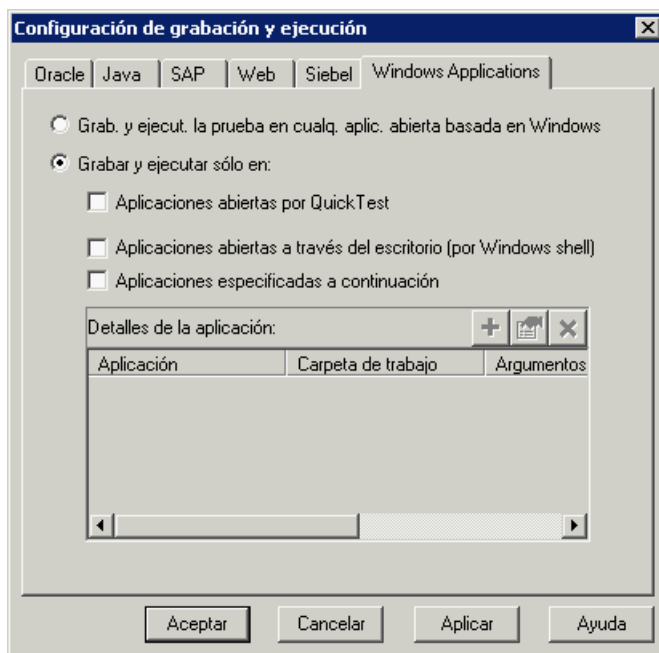 Configuración de grabación y ejecución
Oracle Java SAP Web Siebel Windows Applications
Grab. y ejecut. la prueba en cualq. aplic. abierta basada en Windows
Grabar y ejecutar sólo en:
Aplicaciones abiertas por QuickTest
Aplicaciones abiertas a través del escritorio (por Windows shell)
Aplicaciones especificadas a continuación
Detalles de la aplicación:
Aplicación Carpeta de trabajo Argumentos
Aceptar Cancelar Aplicar Ayuda